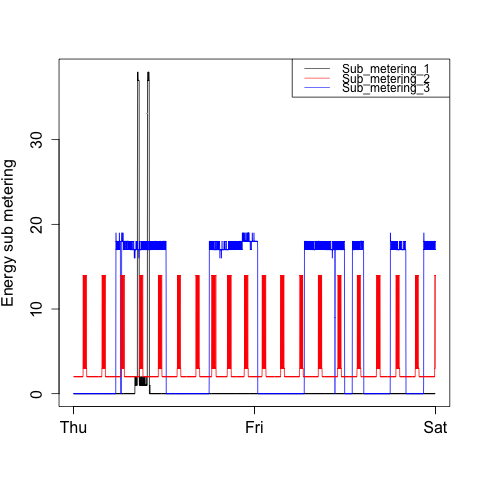 Sub_metering_1
Sub_metering_2
Sub_metering_3
Energy sub metering
30
20
10
0
Thu Fri Sat